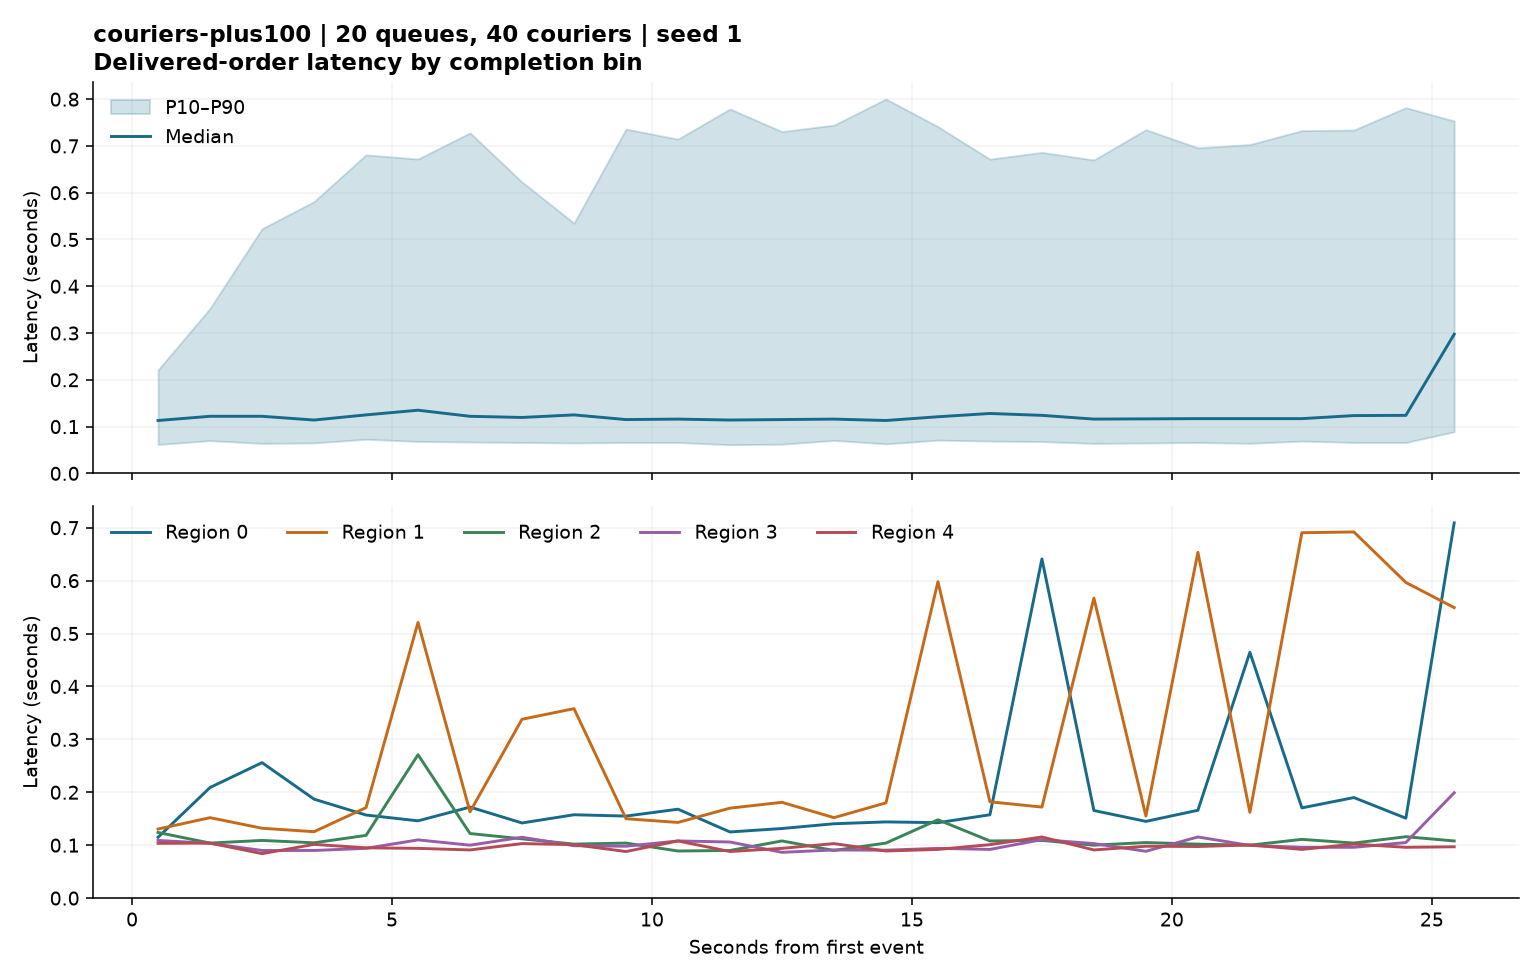 couriers-plus100 | 20 queues, 40 couriers | seed 1
Delivered-order latency by completion bin
P10–P90
Median
Latency (seconds)
0.8
0.7
0.6
0.5
0.4
0.3
0.2
0.1
0.0
Region 0
Region 1
Region 2
Region 3
Region 4
Latency (seconds)
0.7
0.6
0.5
0.4
0.3
0.2
0.1
0.0
0
5
10
15
20
25
Seconds from first event